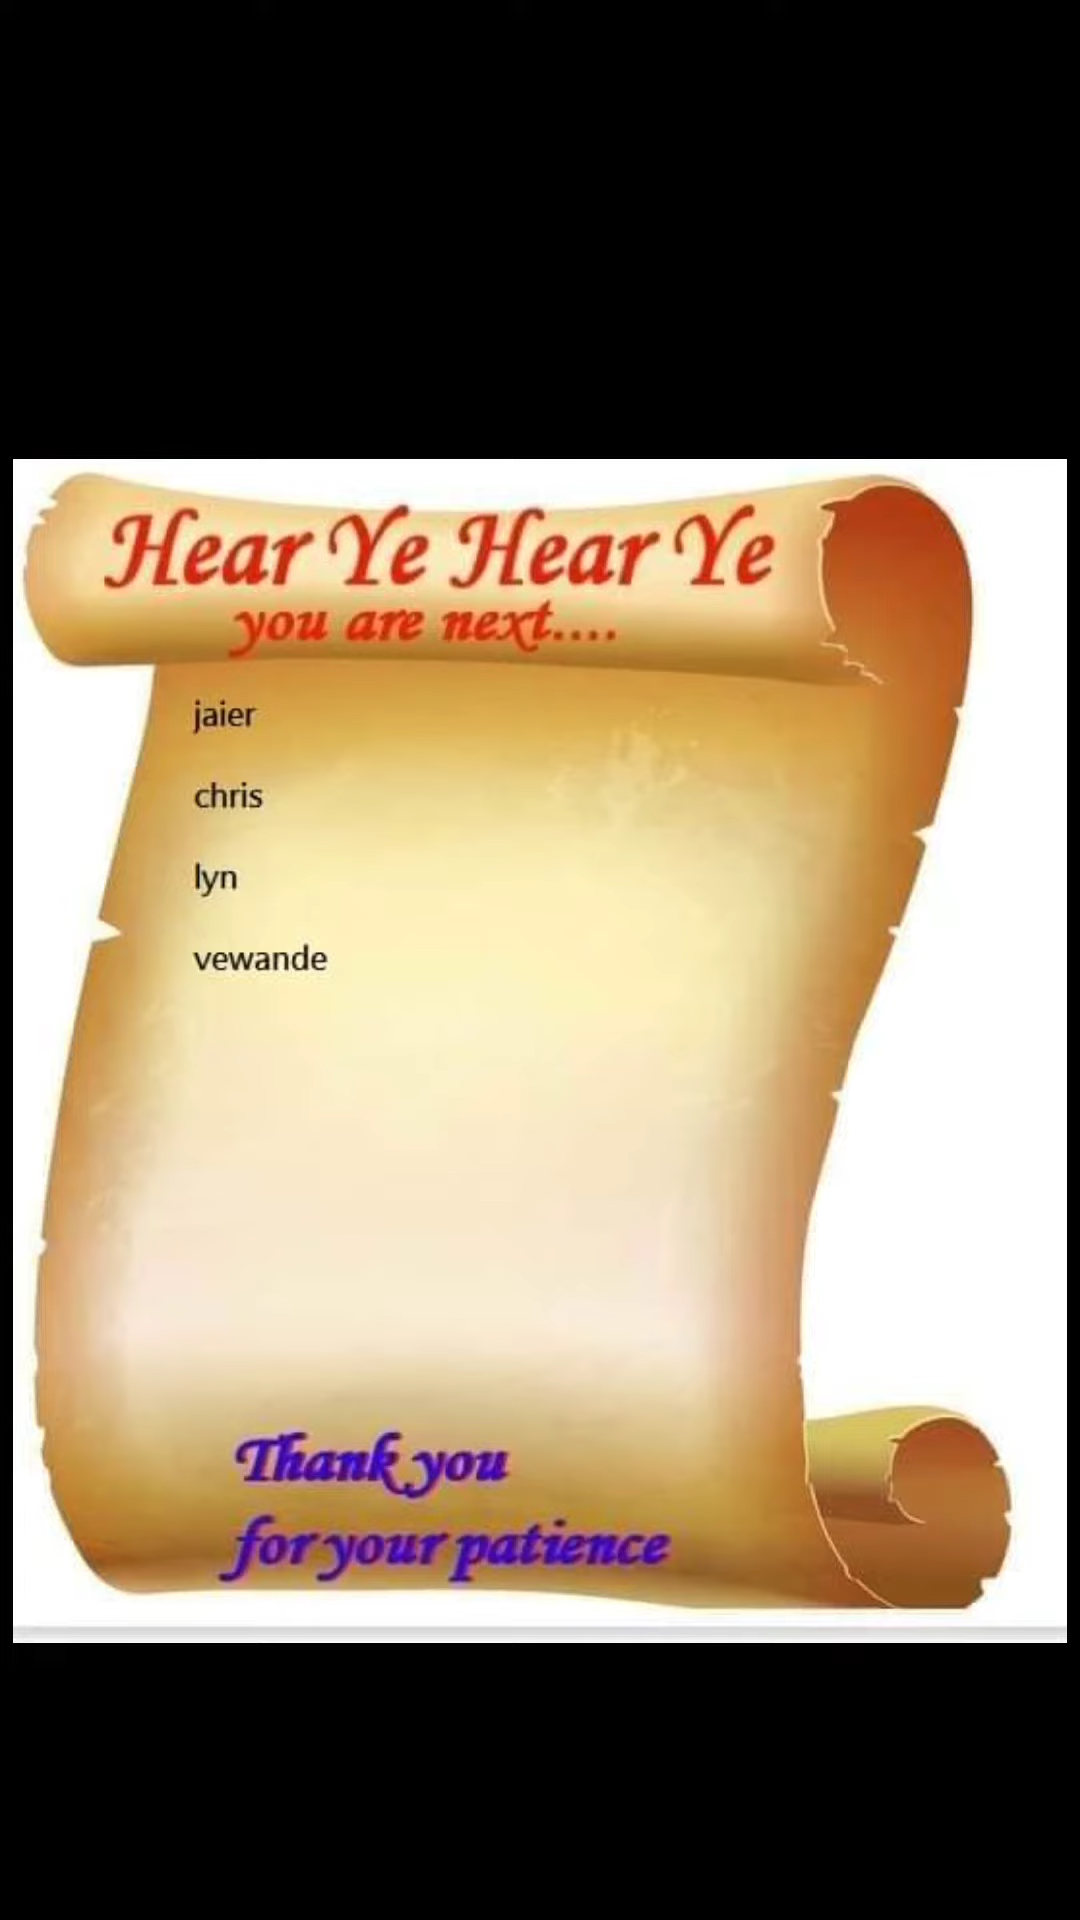 Hear Ye Hear Ye
you are next....
jaier
chris
lyn
vewande
Thank you
for your patience